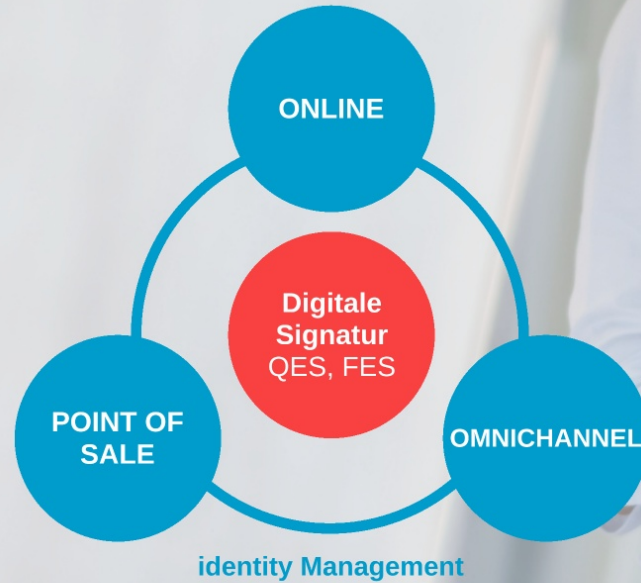 ONLINE
Digitale
Signatur
QES, FES
POINT OF
SALE
OMNICHANNEL
identity Management